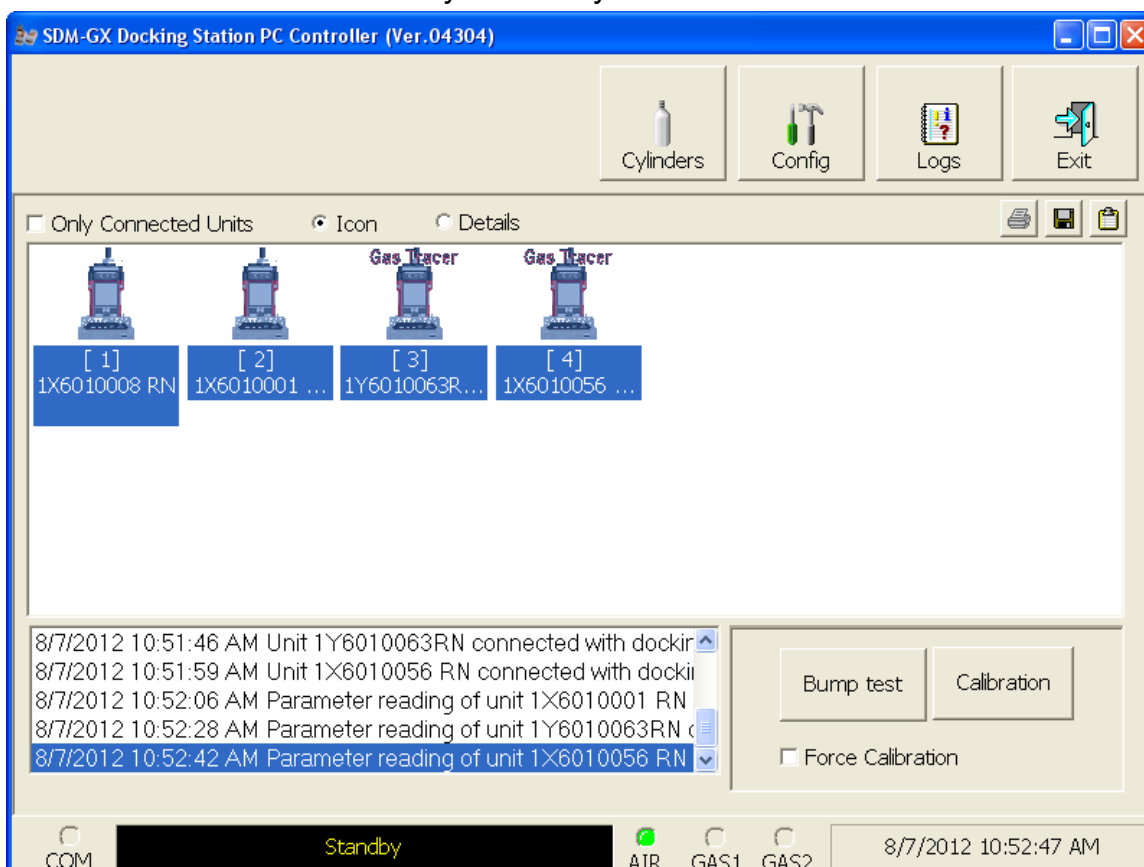 SDM-GX Docking Station PC Controller (Ver.04304)
Cylinders
Config
Logs
Exit
Only Connected Units
Icon
Details
Gas Tracer
Gas Tracer
[ 1]
1X6010008 RN
[ 2]
1X6010001 ...
[ 3]
1Y6010063R...
[ 4]
1X6010056 ...
8/7/2012 10:51:46 AM Unit 1Y6010063RN connected with dockin
8/7/2012 10:51:59 AM Unit 1X6010056 RN connected with docki
8/7/2012 10:52:06 AM Parameter reading of unit 1X6010001 RN
8/7/2012 10:52:28 AM Parameter reading of unit 1Y6010063RN
8/7/2012 10:52:42 AM Parameter reading of unit 1X6010056 RN
Bump test
Calibration
Force Calibration
COM
Standby
AIR
GAS1
GAS2
8/7/2012 10:52:47 AM